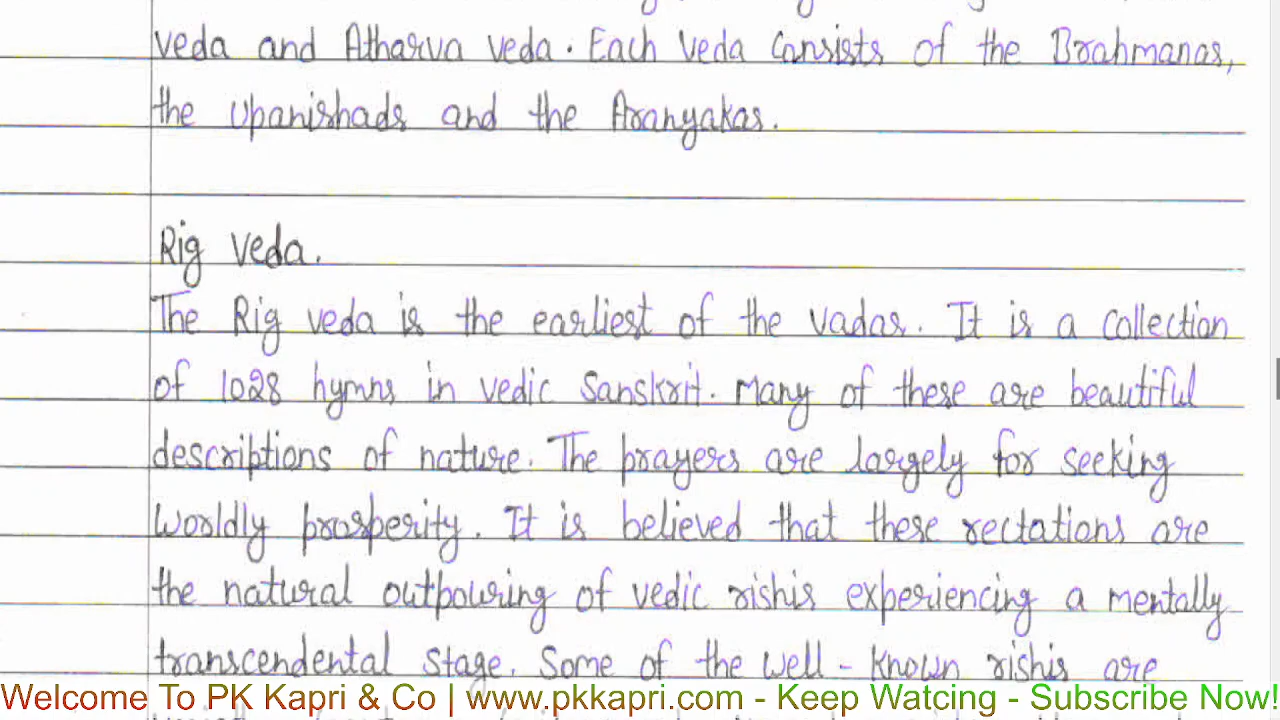 veda and Atharva veda. Each veda consists of the Brahmanas,
the Upanishads and the Aranyakas.
Rig veda.
The Rig veda is the earliest of the vadas. It is a collection
of 1028 hymns in vedic Sanskrit. Many of these are beautiful
descriptions of nature. The prayers are largely for seeking
worldly prosperity. It is believed that these rectations are
the natural outpouring of vedic rishis experiencing a mentally
transcendental stage. Some of the well-known rishis are
Welcome To PK Kapri & Co | www.pkkapri.com - Keep Watcing - Subscribe Now!